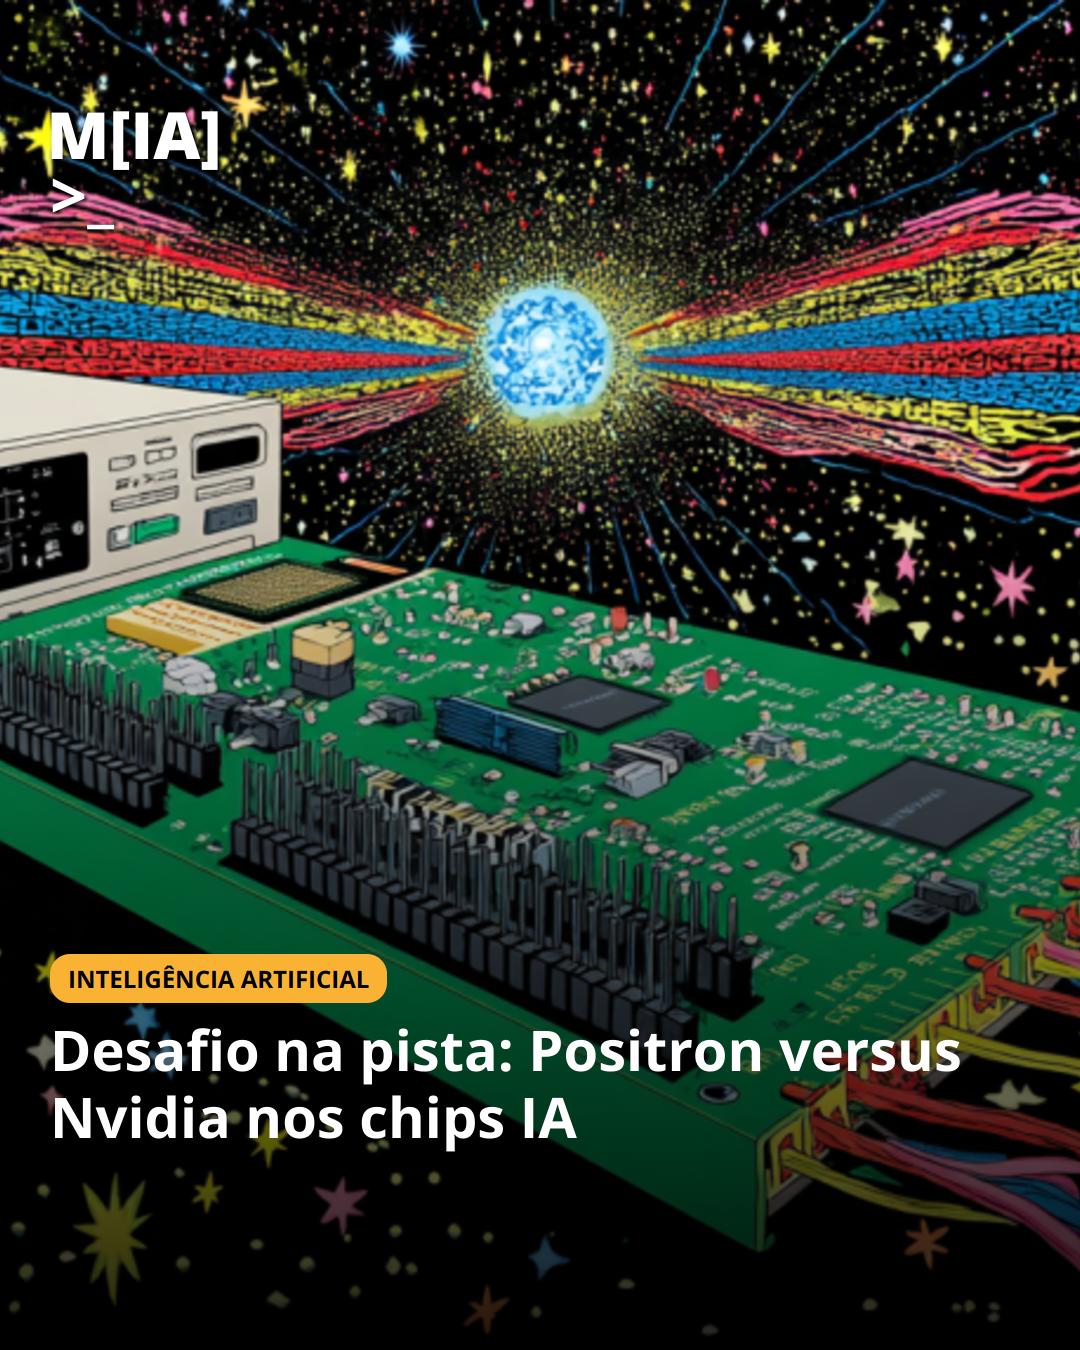 M[IA]
>_
INTELIGÊNCIA ARTIFICIAL
Desafio na pista: Positron versus
Nvidia nos chips IA